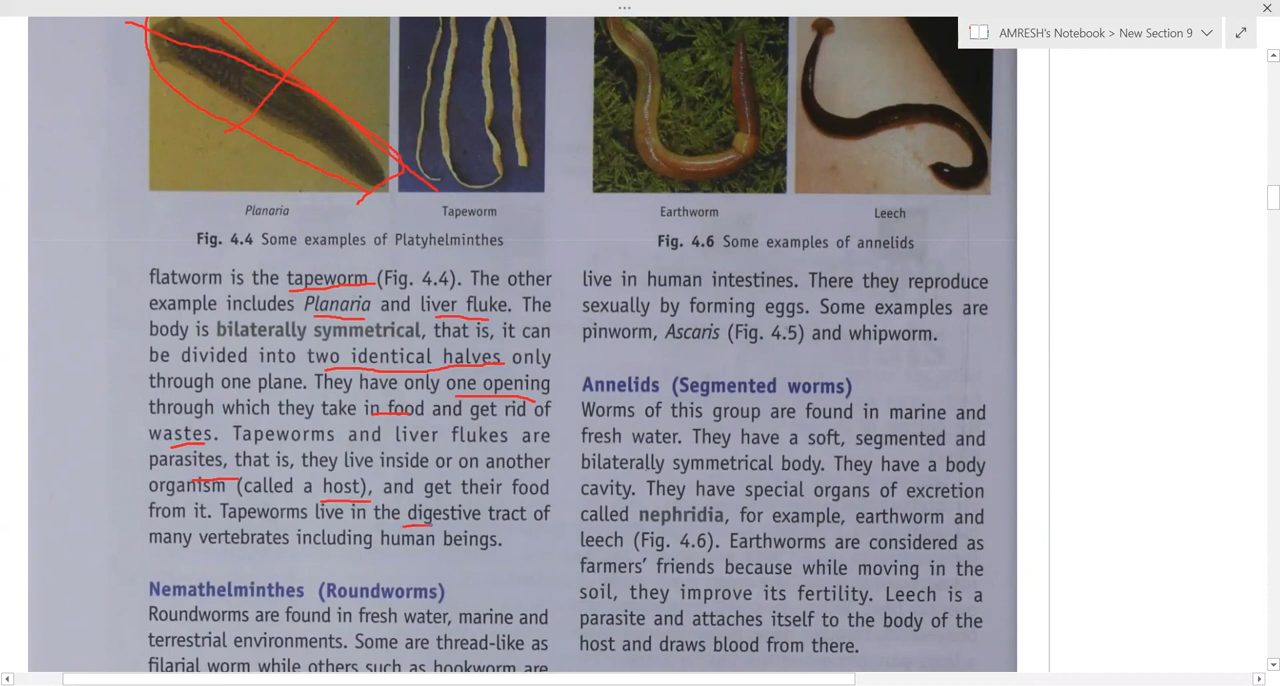 AMRESH's Notebook > New Section 9
Planaria
Tapeworm
Earthworm
Leech
Fig. 4.4 Some examples of Platyhelminthes
Fig. 4.6 Some examples of annelids
flatworm is the tapeworm (Fig. 4.4). The other
example includes Planaria and liver fluke. The
body is bilaterally symmetrical, that is, it can
be divided into two identical halves only
through one plane. They have only one opening
through which they take in food and get rid of
wastes. Tapeworms and liver flukes are
parasites, that is, they live inside or on another
organism (called a host), and get their food
from it. Tapeworms live in the digestive tract of
many vertebrates including human beings.
Nemathelminthes (Roundworms)
Roundworms are found in fresh water, marine and
terrestrial environments. Some are thread-like as
filarial worm while others such as hookworm are
live in human intestines. There they reproduce
sexually by forming eggs. Some examples are
pinworm, Ascaris (Fig. 4.5) and whipworm.
Annelids (Segmented worms)
Worms of this group are found in marine and
fresh water. They have a soft, segmented and
bilaterally symmetrical body. They have a body
cavity. They have special organs of excretion
called nephridia, for example, earthworm and
leech (Fig. 4.6). Earthworms are considered as
farmers' friends because while moving in the
soil, they improve its fertility. Leech is a
parasite and attaches itself to the body of the
host and draws blood from there.